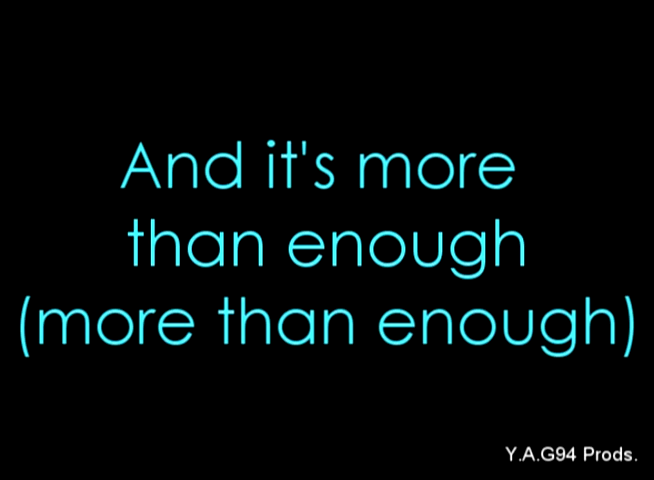 And it's more
than enough
(more than enough)
Y.A.G94 Prods.